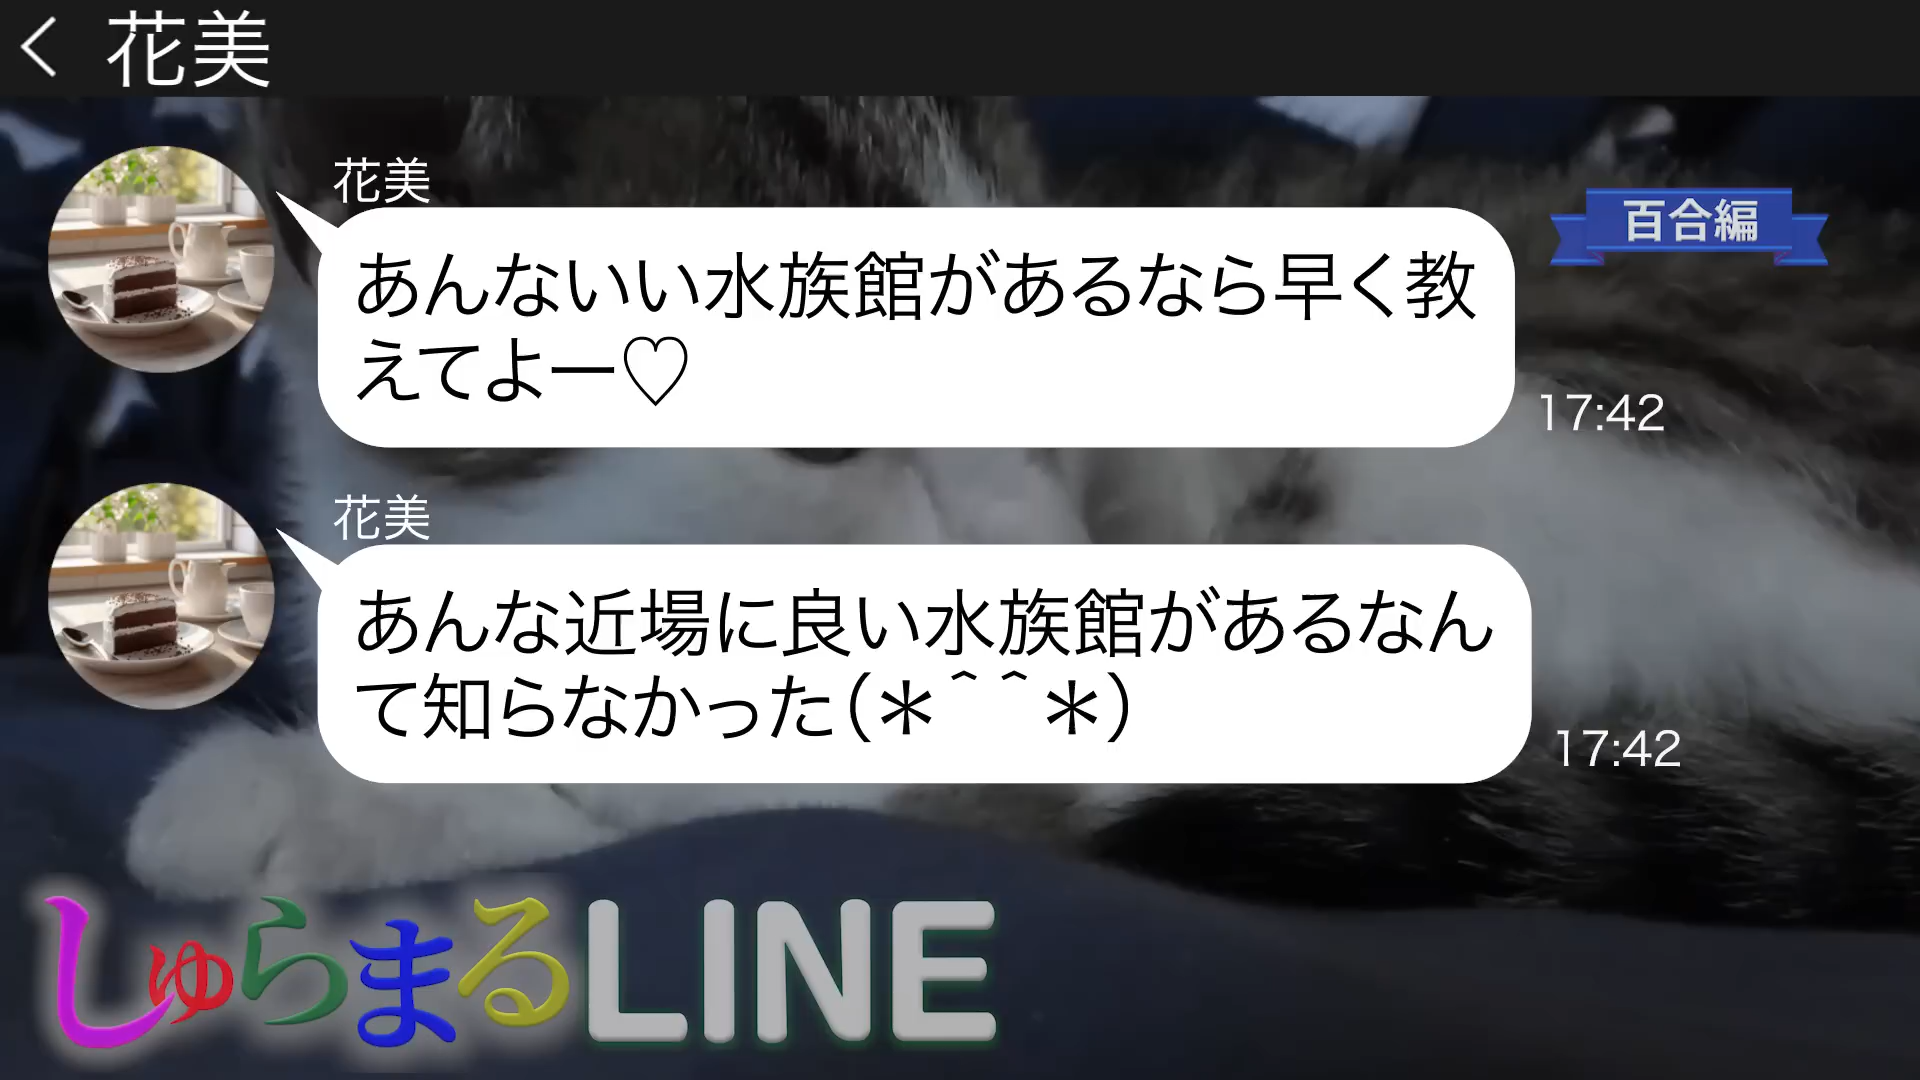 花美
花美
百合編
あんないい水族館があるなら早く教
えてよー♡
17:42
花美
あんな近場に良い水族館があるなん
て知らなかった(＊＾＾＊)
17:42
しゅらまるLINE